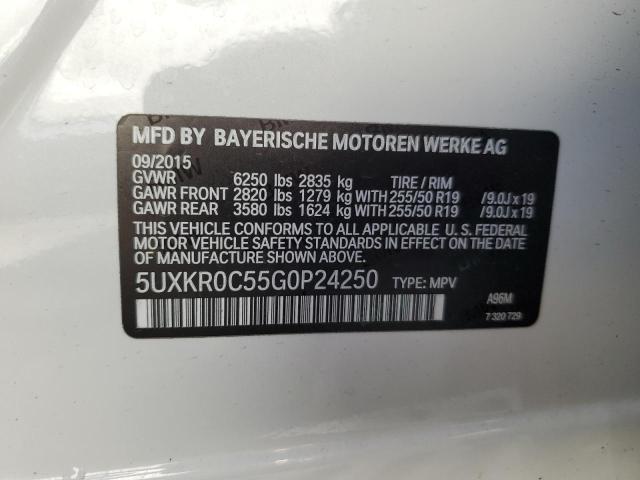 MFD BY BAYERISCHE MOTOREN WERKE AG
09/2015
GVWR 6250 lbs 2835 kg TIRE / RIM
GAWR FRONT 2820 lbs 1279 kg WITH 255/50 R19 /9.0J x 19
GAWR REAR 3580 lbs 1624 kg WITH 255/50 R19 /9.0J x 19
THIS VEHICLE CONFORMS TO ALL APPLICABLE U. S. FEDERAL
MOTOR VEHICLE SAFETY STANDARDS IN EFFECT ON THE DATE
OF MANUFACTURE SHOWN ABOVE.
5UXKR0C55G0P24250 TYPE: MPV
A96M
7 320 729